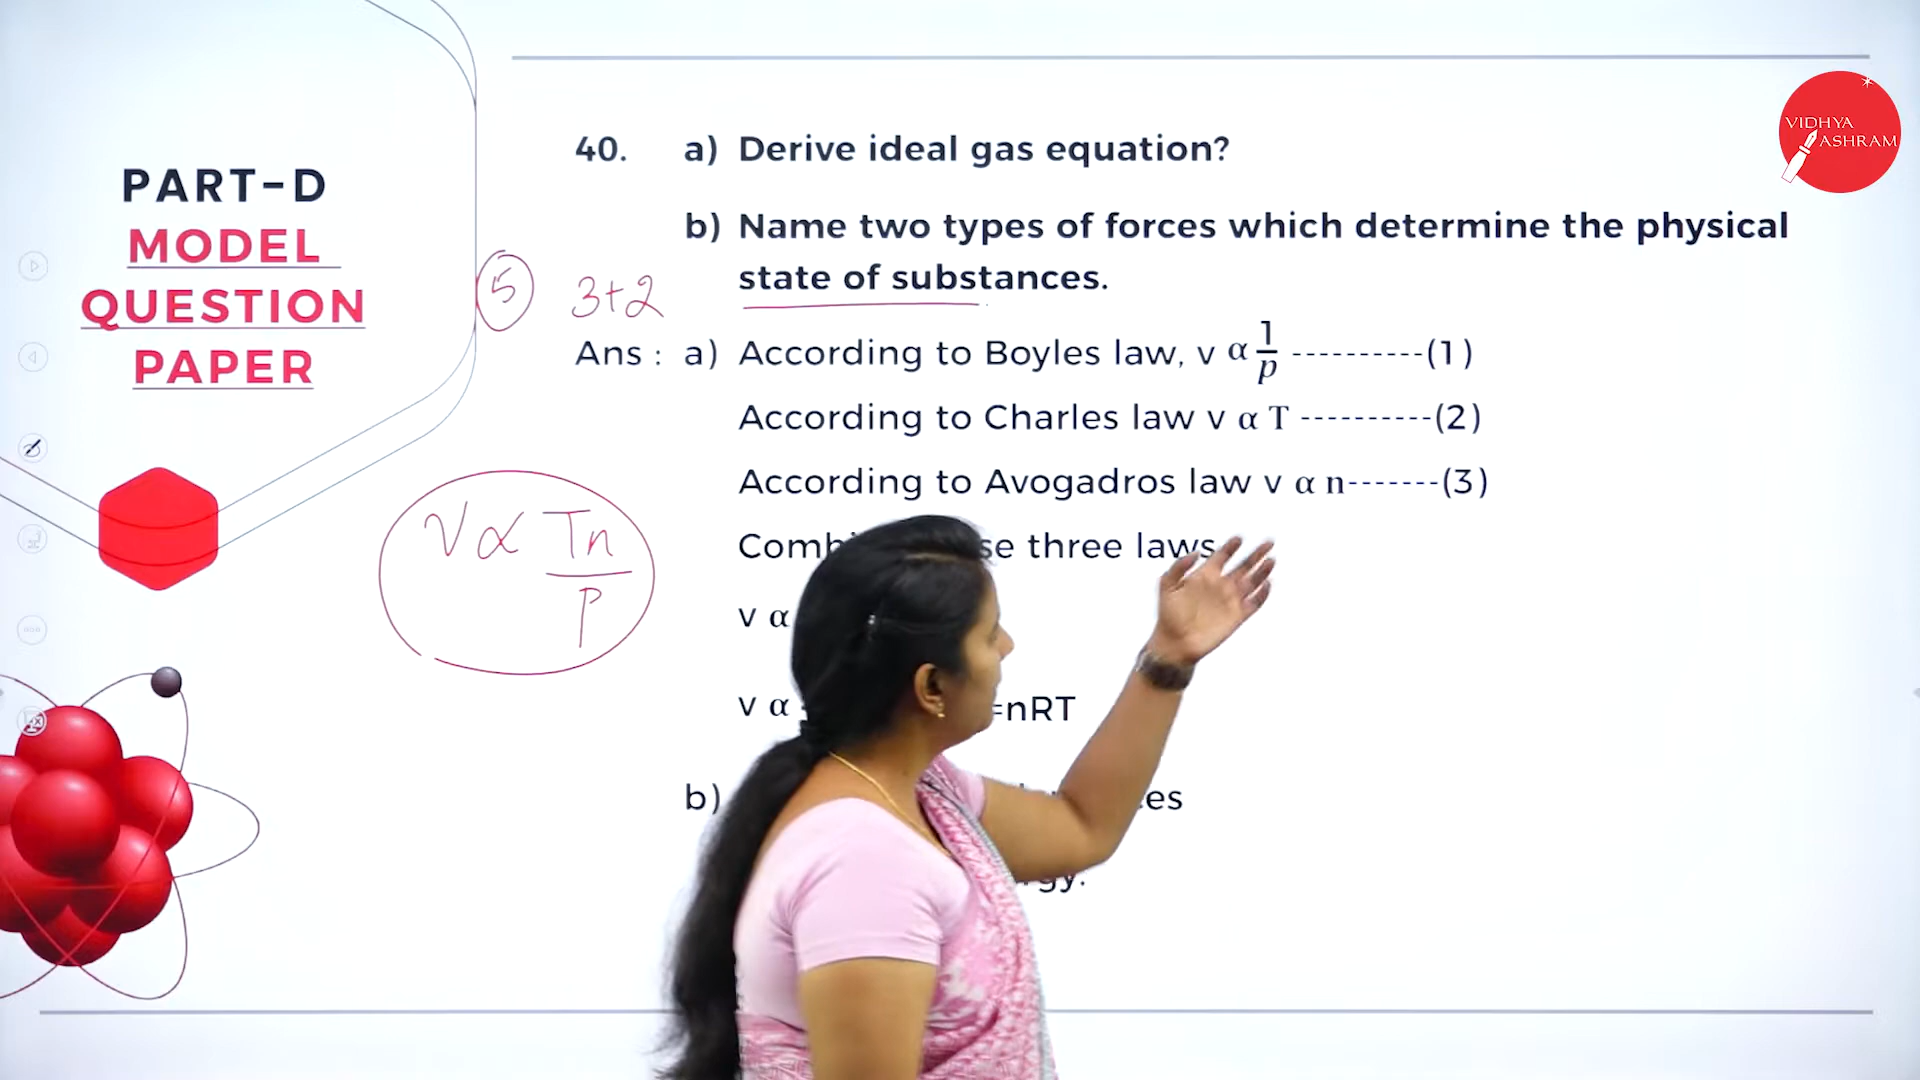 PART-D
MODEL
QUESTION
PAPER
VIDHYA
ASHRAM
40. a) Derive ideal gas equation?
b) Name two types of forces which determine the physical
state of substances.
5 3+2
Ans : a) According to Boyles law, v α 1/p ----------(1)
According to Charles law v α T ----------(2)
According to Avogadros law v α n-------(3)
three laws
V ∝ Tn/P
v α
v α =nRT
b)